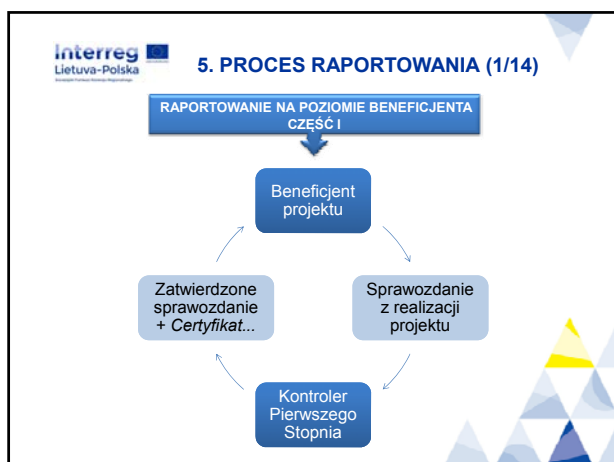 Interreg
Lietuva-Polska
5. PROCES RAPORTOWANIA (1/14)
RAPORTOWANIE NA POZIOMIE BENEFICJENTA
CZĘŚĆ I
Beneficjent
projektu
Zatwierdzone
sprawozdanie
+ Certyfikat...
Sprawozdanie
z realizacji
projektu
Kontroler
Pierwszego
Stopnia